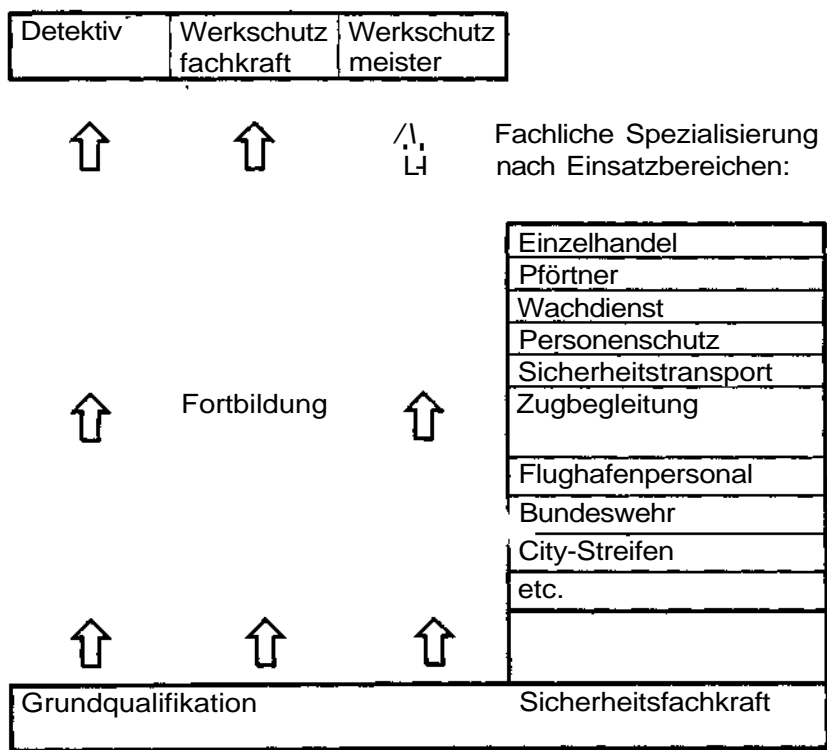 Detektiv
Werkschutz
fachkraft
Werkschutz
meister
Fachliche Spezialisierung
nach Einsatzbereichen:
Einzelhandel
Pförtner
Wachdienst
Personenschutz
Sicherheitstransport
Fortbildung
Zugbegleitung
Flughafenpersonal
Bundeswehr
City-Streifen
etc.
Grundqualifikation
Sicherheitsfachkraft